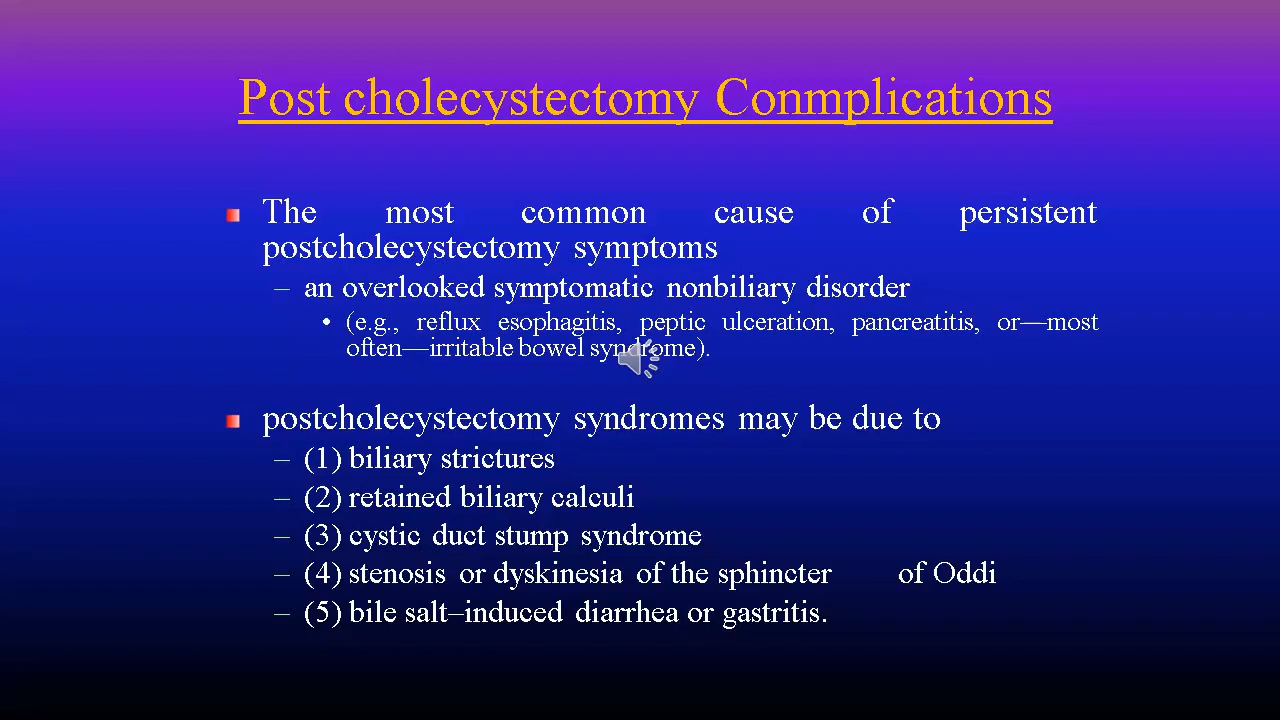 Post cholecystectomy Conmplications
The most common cause of persistent
postcholecystectomy symptoms
– an overlooked symptomatic nonbiliary disorder
• (e.g., reflux esophagitis, peptic ulceration, pancreatitis, or—most
often—irritable bowel syndrome).
postcholecystectomy syndromes may be due to
– (1) biliary strictures
– (2) retained biliary calculi
– (3) cystic duct stump syndrome
– (4) stenosis or dyskinesia of the sphincter of Oddi
– (5) bile salt–induced diarrhea or gastritis.